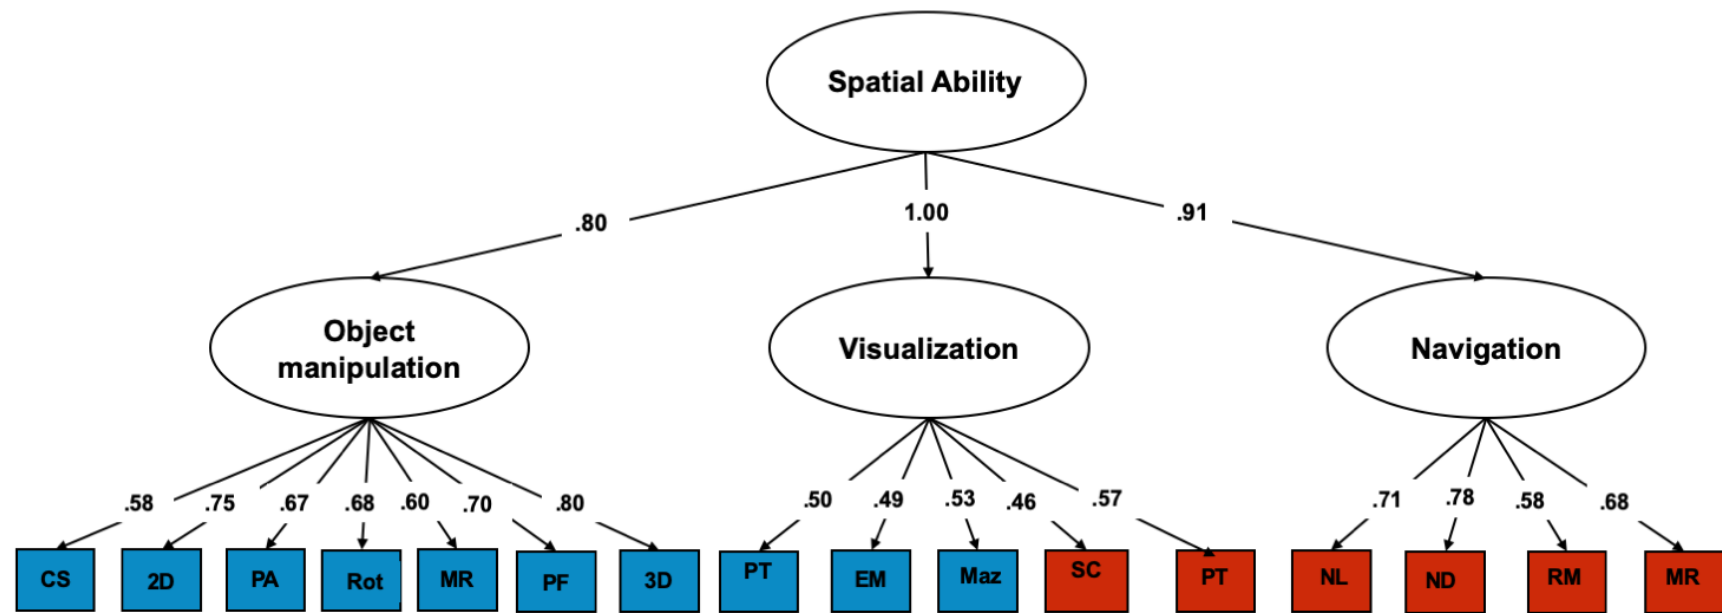 Spatial Ability
.80
1.00
.91
Object
manipulation
Visualization
Navigation
.58 .75 .67 .68 .60 .70 .80
.50 .49 .53 .46 .57
.71 .78 .58 .68
CS 2D PA Rot MR PF 3D PT EM Maz SC PT NL ND RM MR